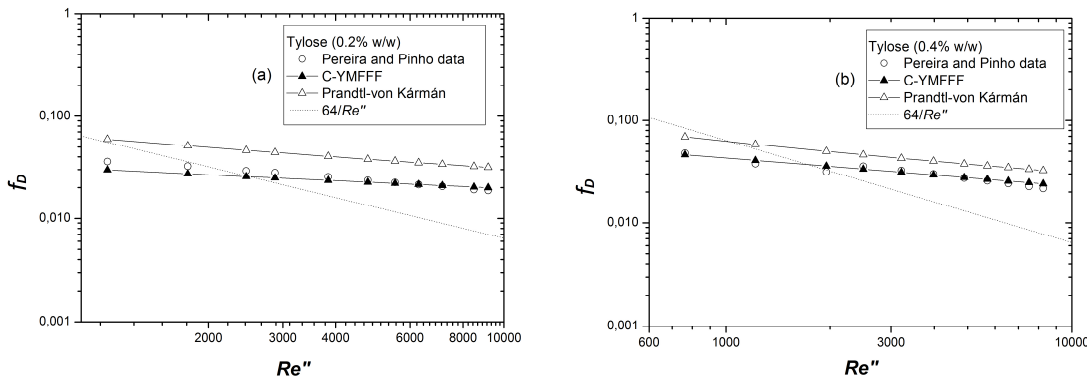 1
0,100
0,010
0.001
f_D
Tylose (0.2% w/w)
Pereira and Pinho data
C-YMFFF
Prandtl-von Kármán
64/Re"
(a)
2000
4000
6000
8000
10000
Re"
1
0,100
0,010
0,001
f_D
Tylose (0.4% w/w)
Pereira and Pinho data
C-YMFFF
Prandtl-von Kármán
64/Re"
(b)
600
1000
3000
10000
Re"